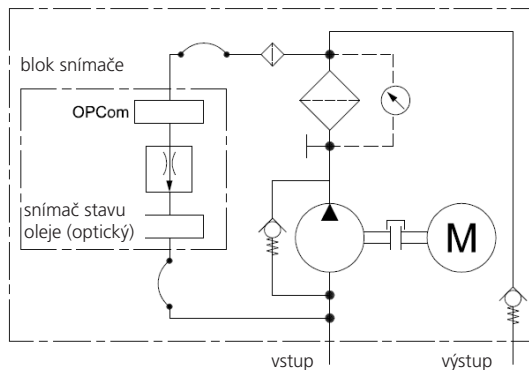 blok snímače
OPCom
snímač stavu
oleje (optický)
M
vstup
výstup